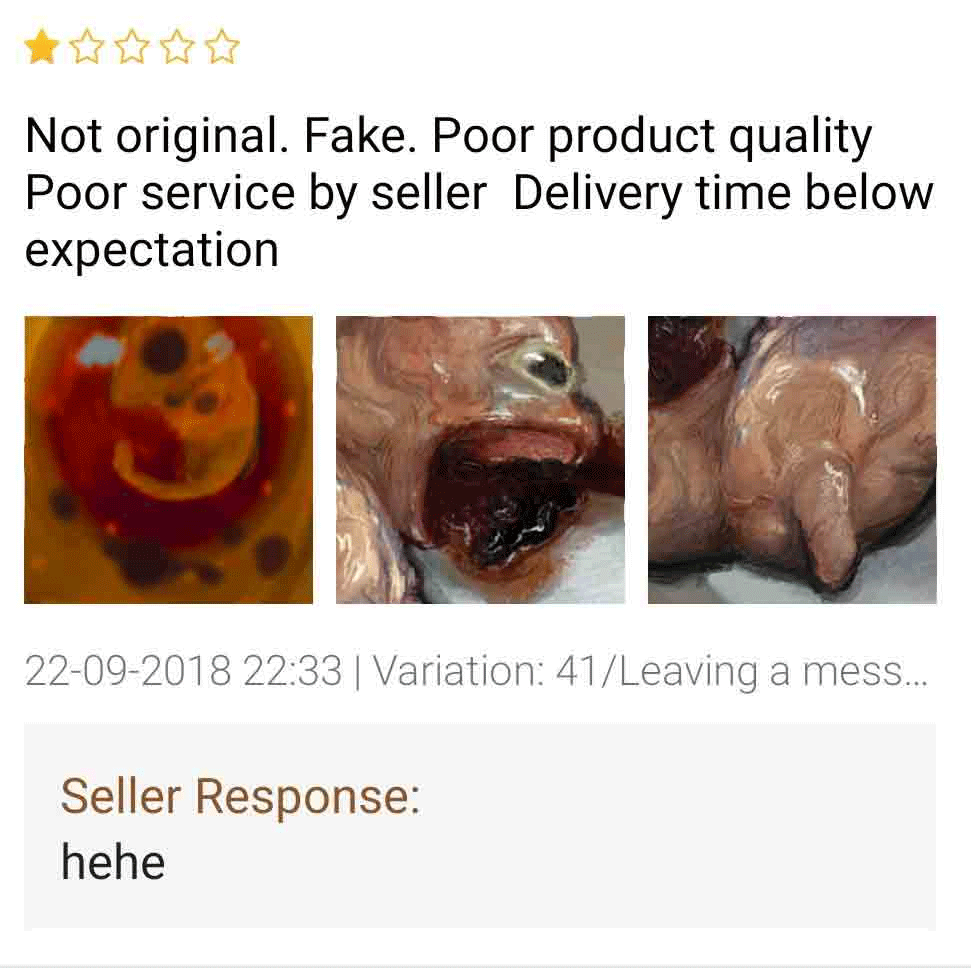 Not original. Fake. Poor product quality
Poor service by seller  Delivery time below
expectation
22-09-2018 22:33 | Variation: 41/Leaving a mess...
Seller Response:
hehe